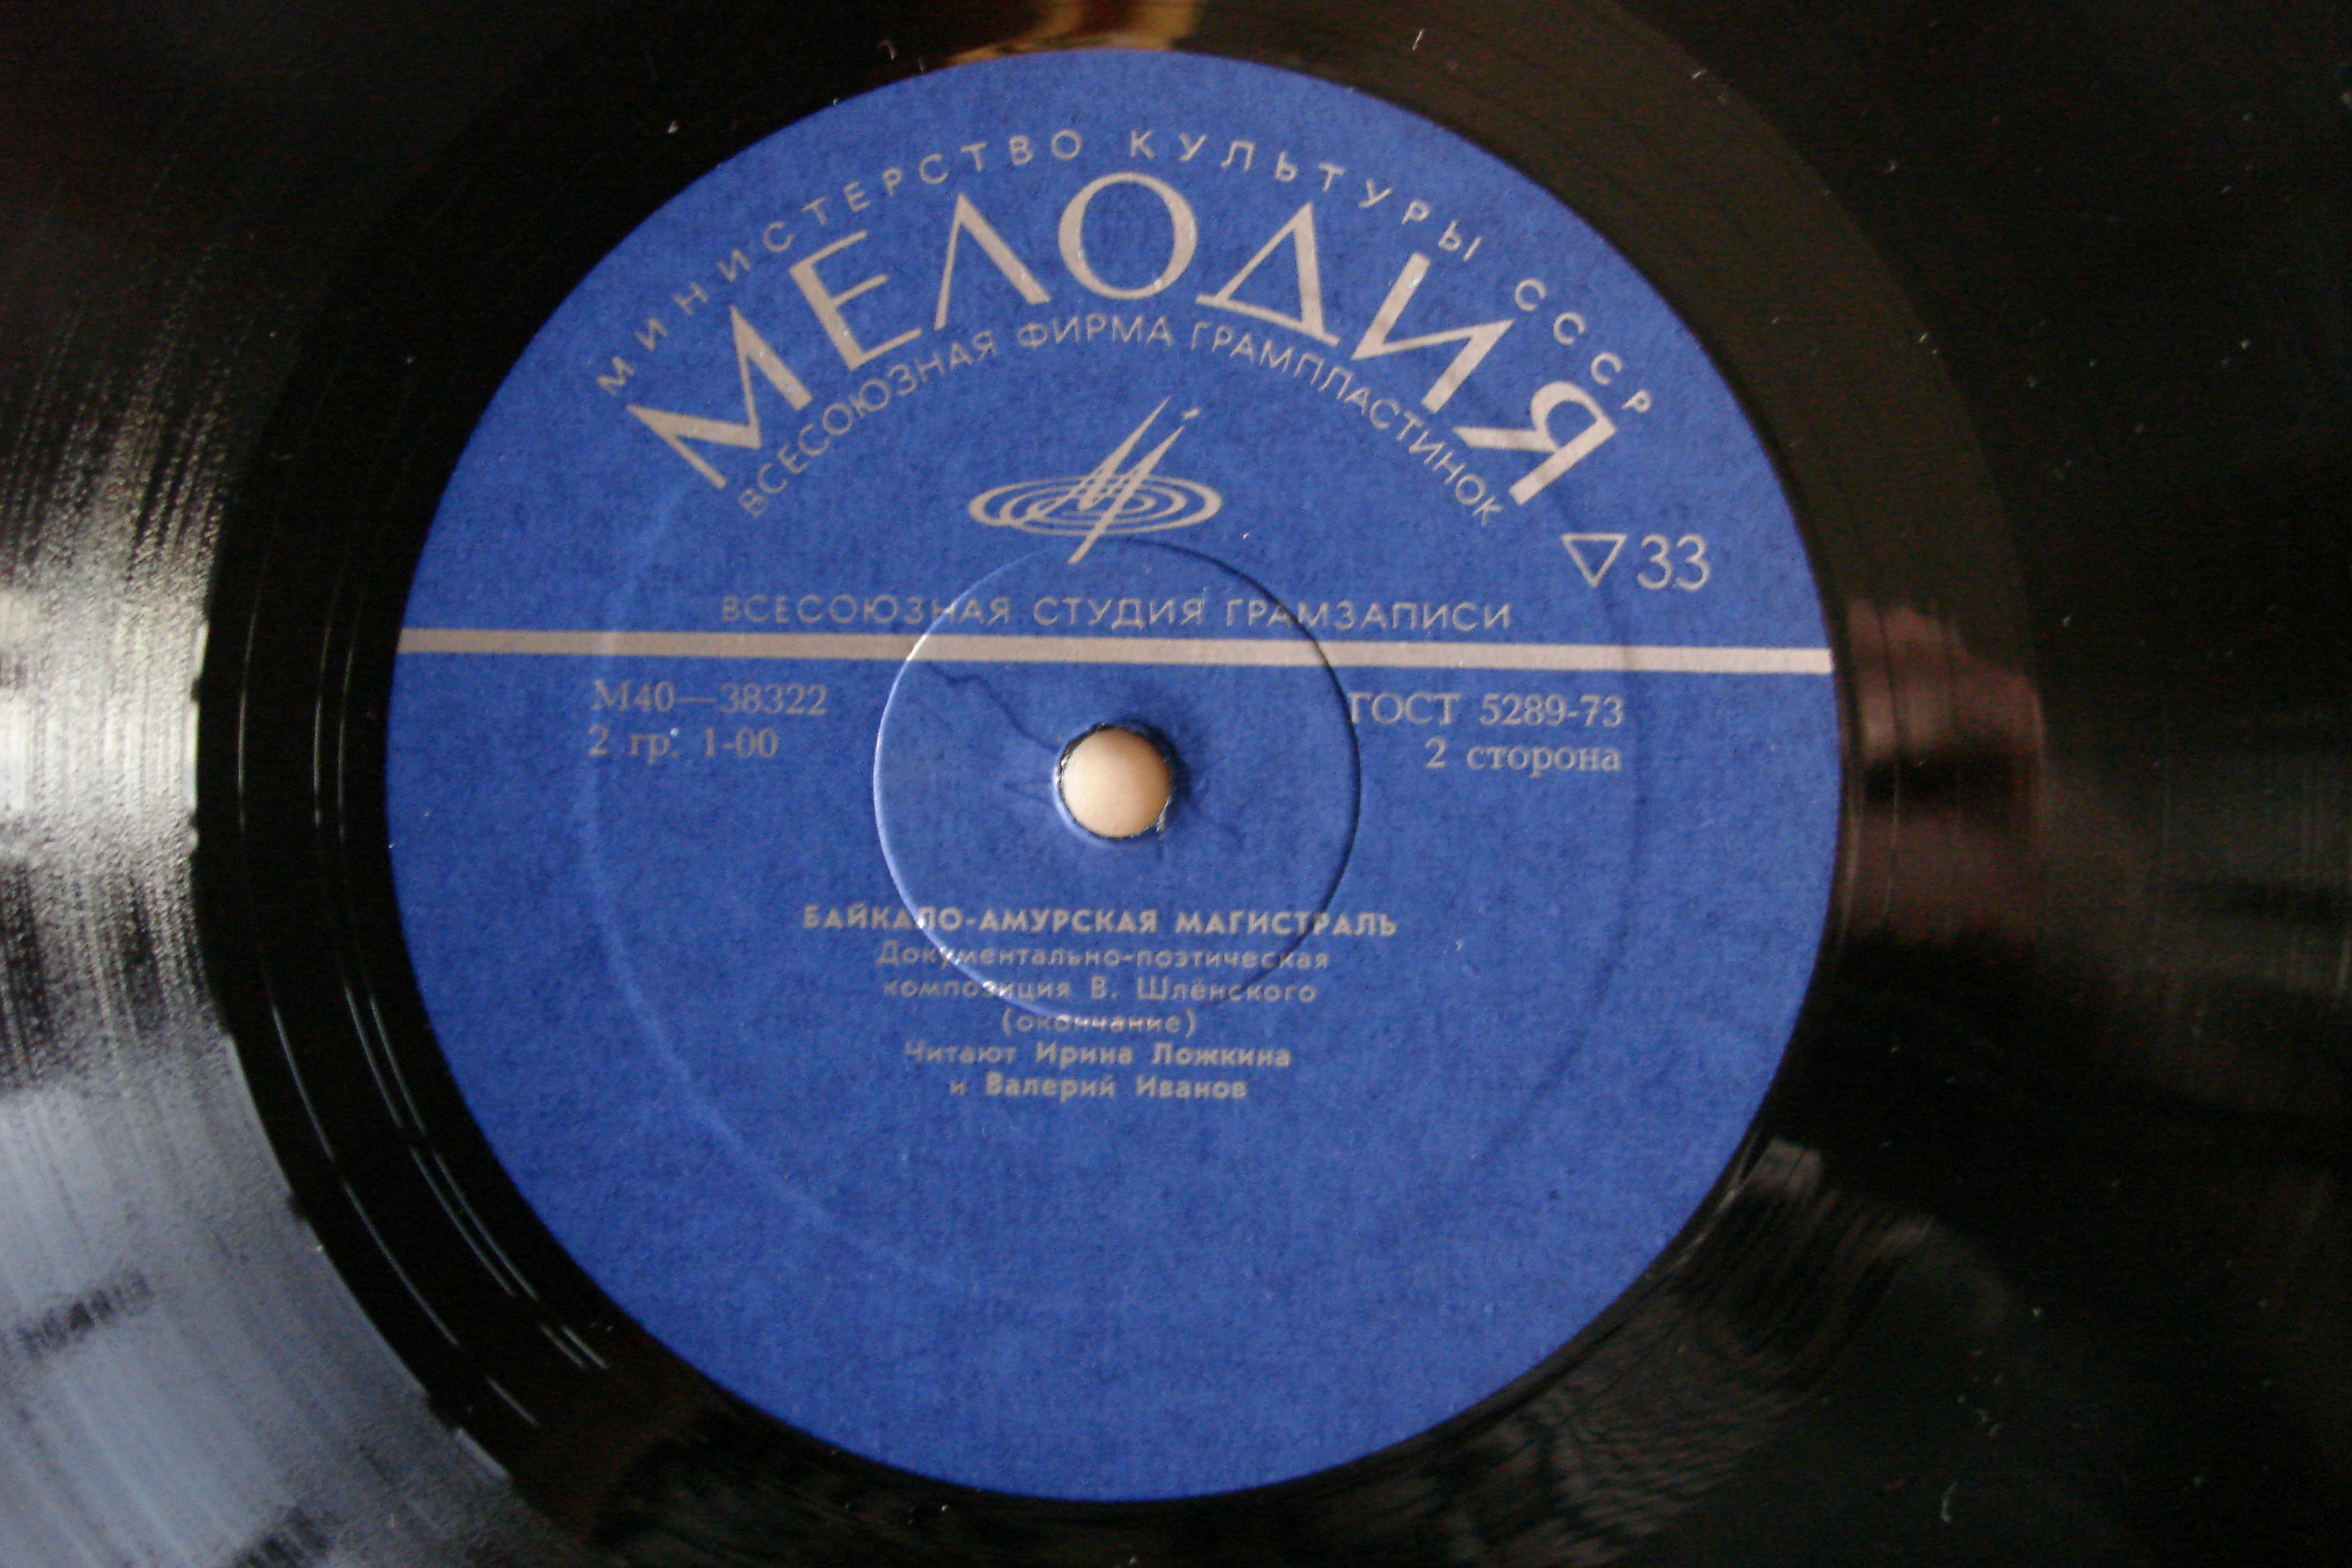 МИНИСТЕРСТВО КУЛЬТУРЫ СССР
МЕЛОДИЯ
ВСЕСОЮЗНАЯ ФИРМА ГРАМПЛАСТИНОК
33
ВСЕСОЮЗНАЯ СТУДИЯ ГРАМЗАПИСИ
М40—38322
2 гр. 1-00
ГОСТ 5289-73
2 сторона
БАЙКАЛО-АМУРСКАЯ МАГИСТРАЛЬ
Документально-поэтическая
композиция В. Шлёнского
(окончание)
Читают Ирина Ложкина
и Валерий Иванов